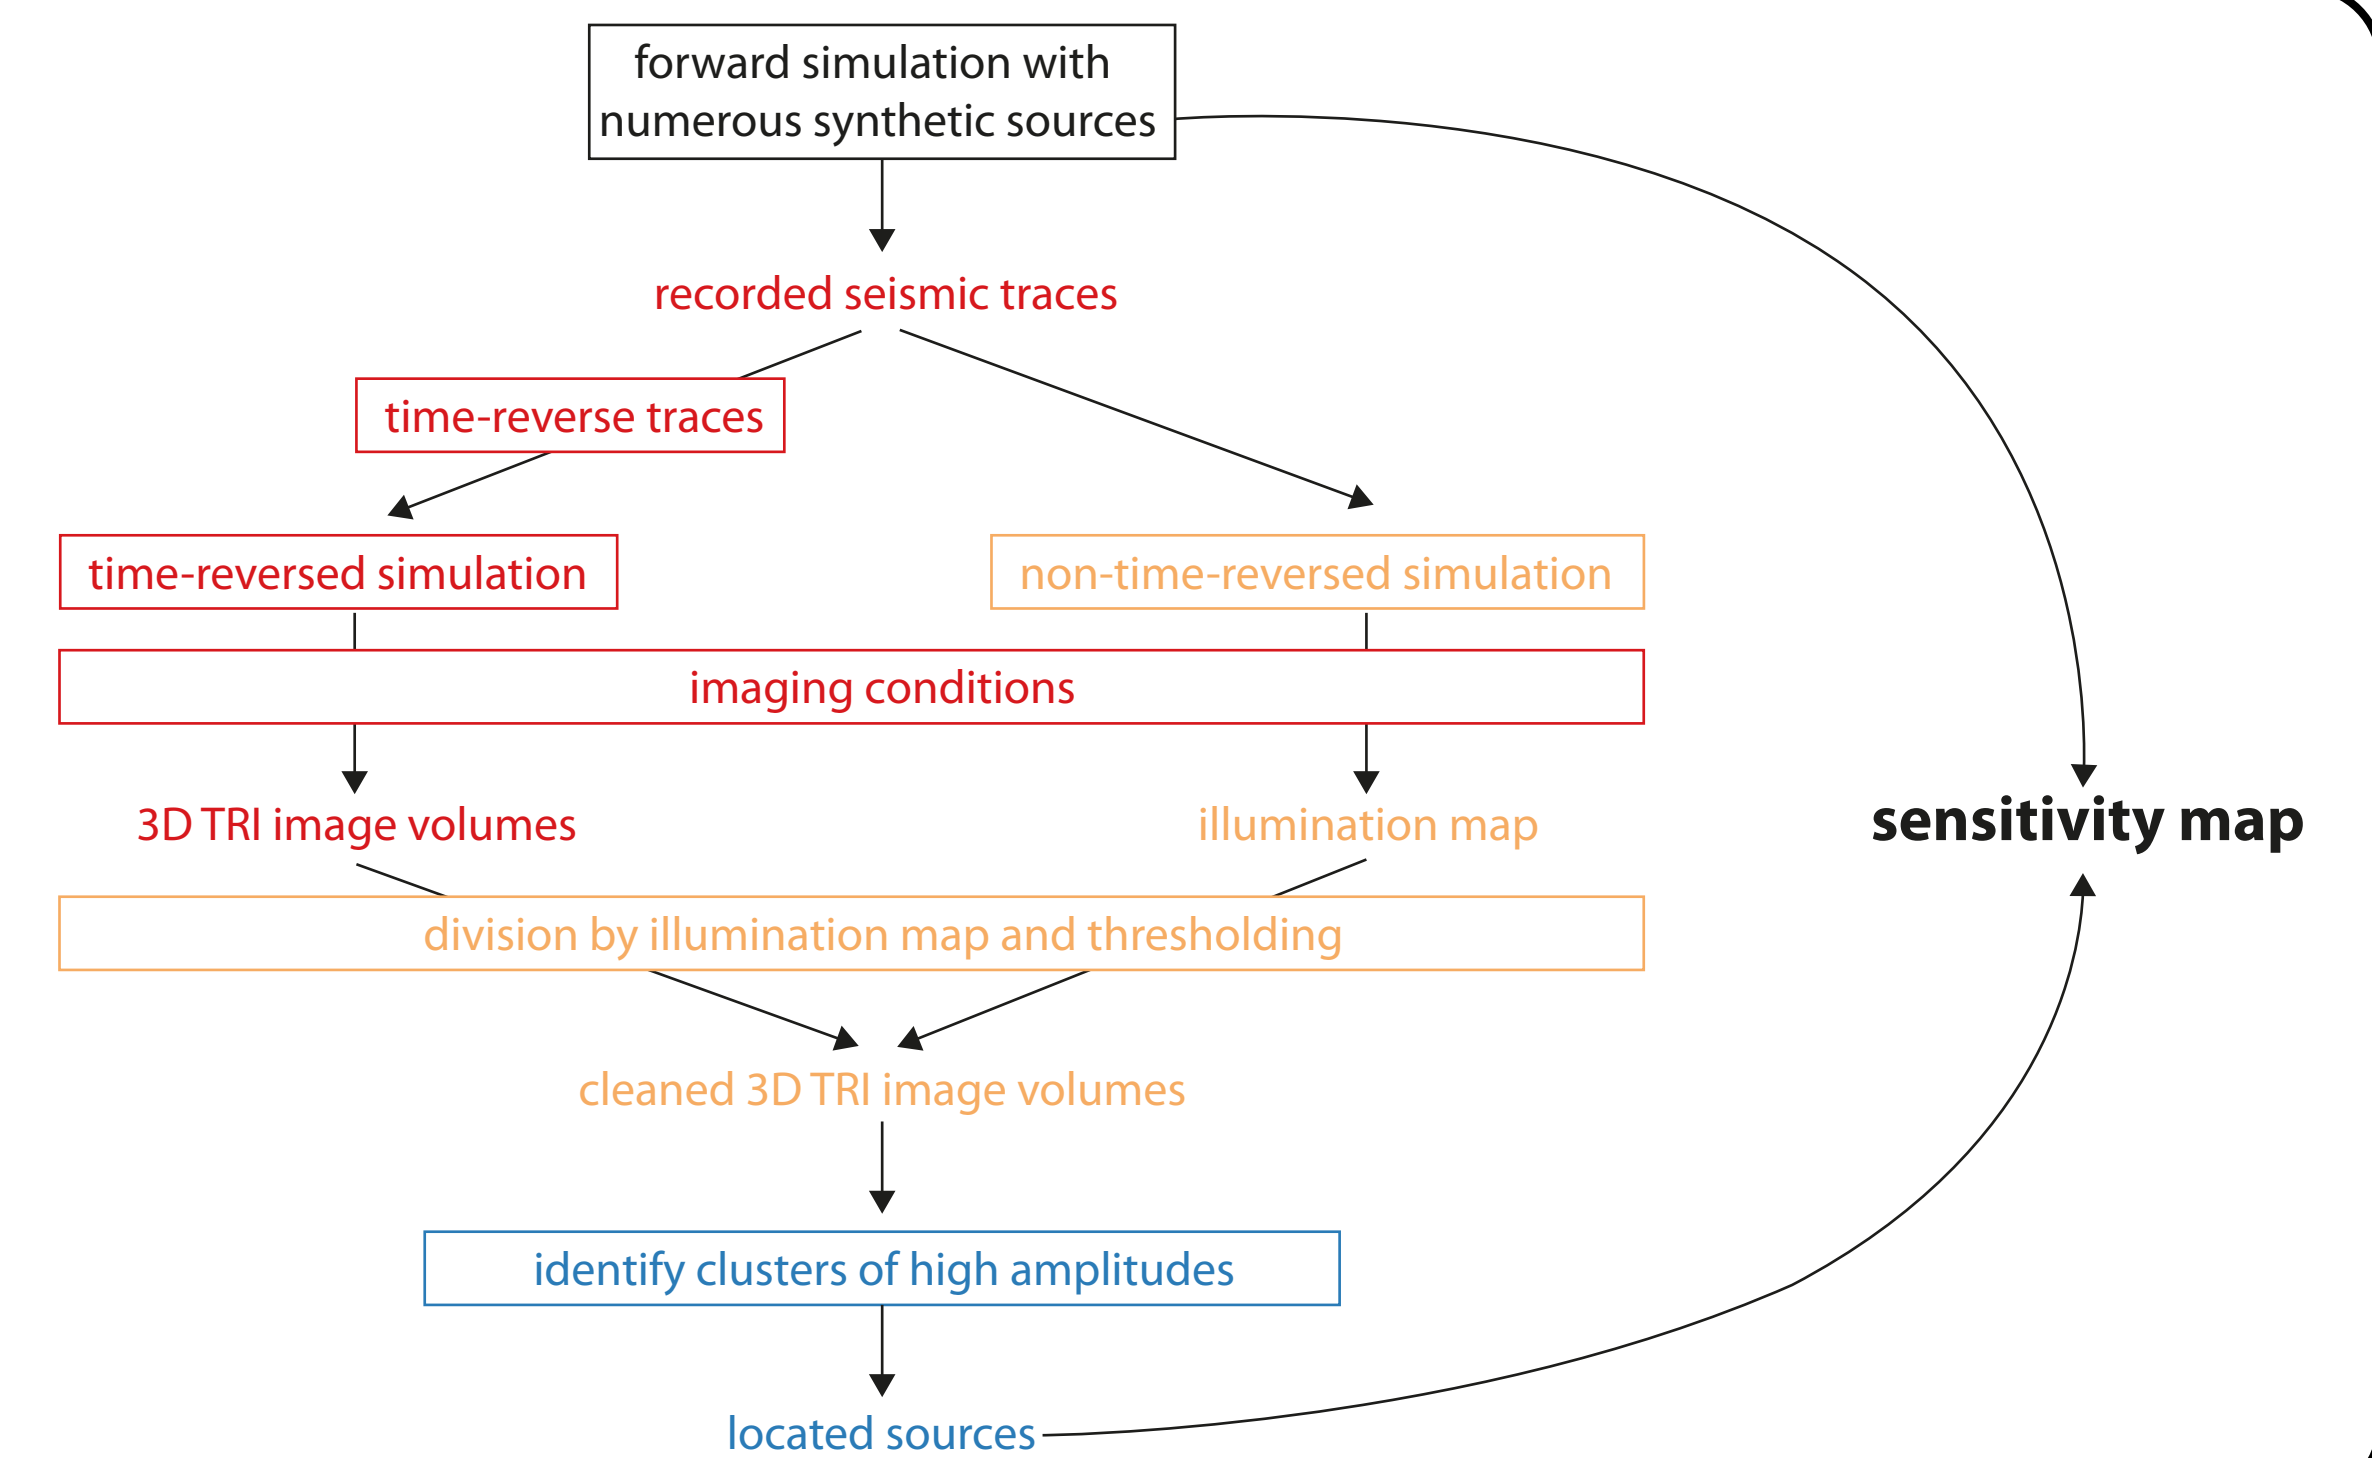 forward simulation with
numerous synthetic sources
recorded seismic traces
time-reverse traces
time-reversed simulation
non-time-reversed simulation
imaging conditions
3D TRI image volumes
illumination map
sensitivity map
division by illumination map and thresholding
cleaned 3D TRI image volumes
identify clusters of high amplitudes
located sources